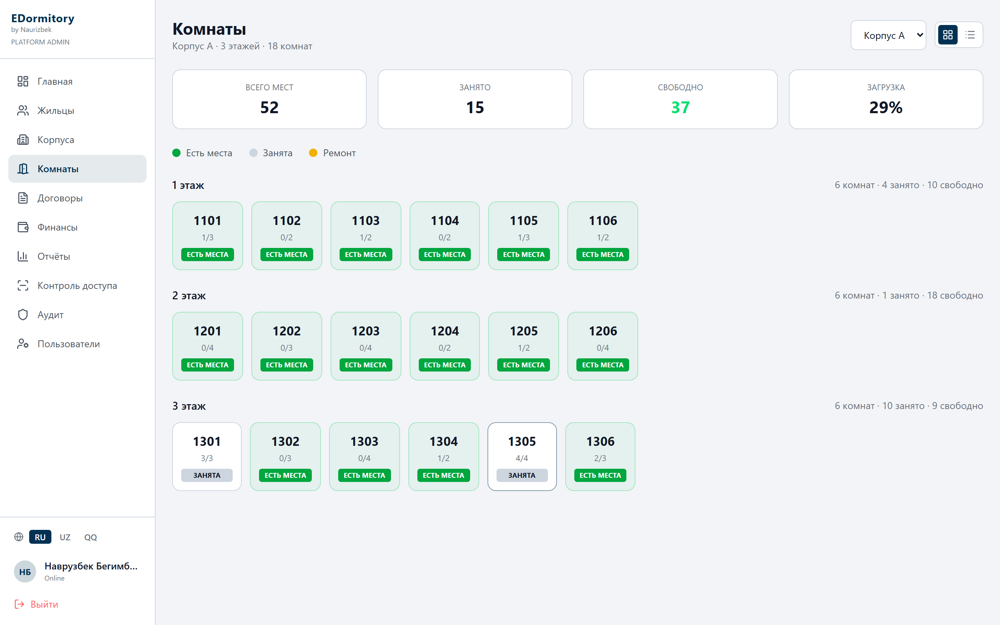 EDormitory
by Naurizbek
PLATFORM ADMIN
Главная
Жильцы
Корпуса
Комнаты
Договоры
Финансы
Отчёты
Контроль доступа
Аудит
Пользователи
RU UZ QQ
НБ
Наврузбек Бегимб...
Online
Выйти
Комнаты
Корпус А · 3 этажей · 18 комнат
Корпус А
ВСЕГО МЕСТ
52
ЗАНЯТО
15
СВОБОДНО
37
ЗАГРУЗКА
29%
Есть места Занята Ремонт
1 этаж 6 комнат · 4 занято · 10 свободно
1101 1102 1103 1104 1105 1106
1/3 0/2 1/2 0/2 1/3 1/2
ЕСТЬ МЕСТА ЕСТЬ МЕСТА ЕСТЬ МЕСТА ЕСТЬ МЕСТА ЕСТЬ МЕСТА ЕСТЬ МЕСТА
2 этаж 6 комнат · 1 занято · 18 свободно
1201 1202 1203 1204 1205 1206
0/4 0/3 0/4 0/2 1/2 0/4
ЕСТЬ МЕСТА ЕСТЬ МЕСТА ЕСТЬ МЕСТА ЕСТЬ МЕСТА ЕСТЬ МЕСТА ЕСТЬ МЕСТА
3 этаж 6 комнат · 10 занято · 9 свободно
1301 1302 1303 1304 1305 1306
3/3 0/3 0/4 1/2 4/4 2/3
ЗАНЯТА ЕСТЬ МЕСТА ЕСТЬ МЕСТА ЕСТЬ МЕСТА ЗАНЯТА ЕСТЬ МЕСТА